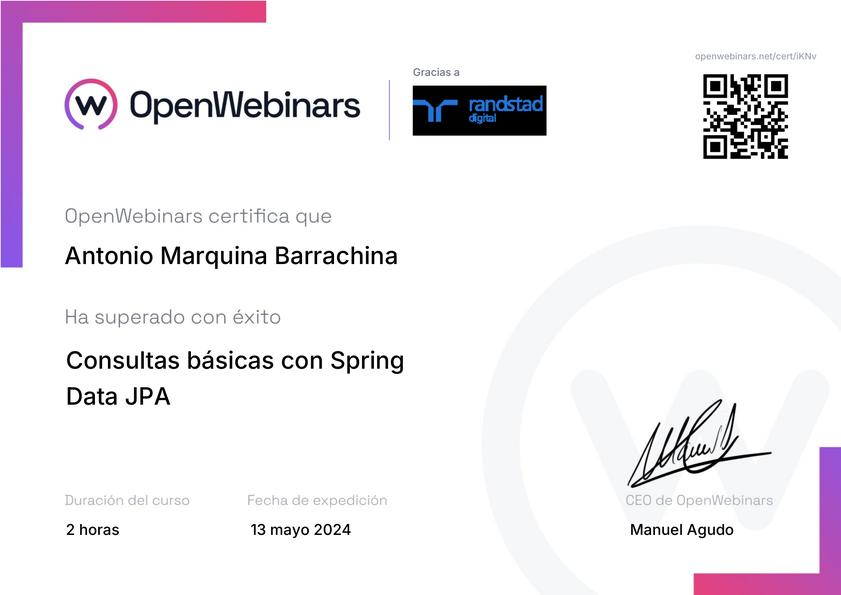 openwebinars.net/cert/iKNv
Gracias a
OpenWebinars
randstad
digital
OpenWebinars certifica que
Antonio Marquina Barrachina
Ha superado con éxito
Consultas básicas con Spring
Data JPA
Duración del curso
Fecha de expedición
CEO de OpenWebinars
2 horas
13 mayo 2024
Manuel Agudo